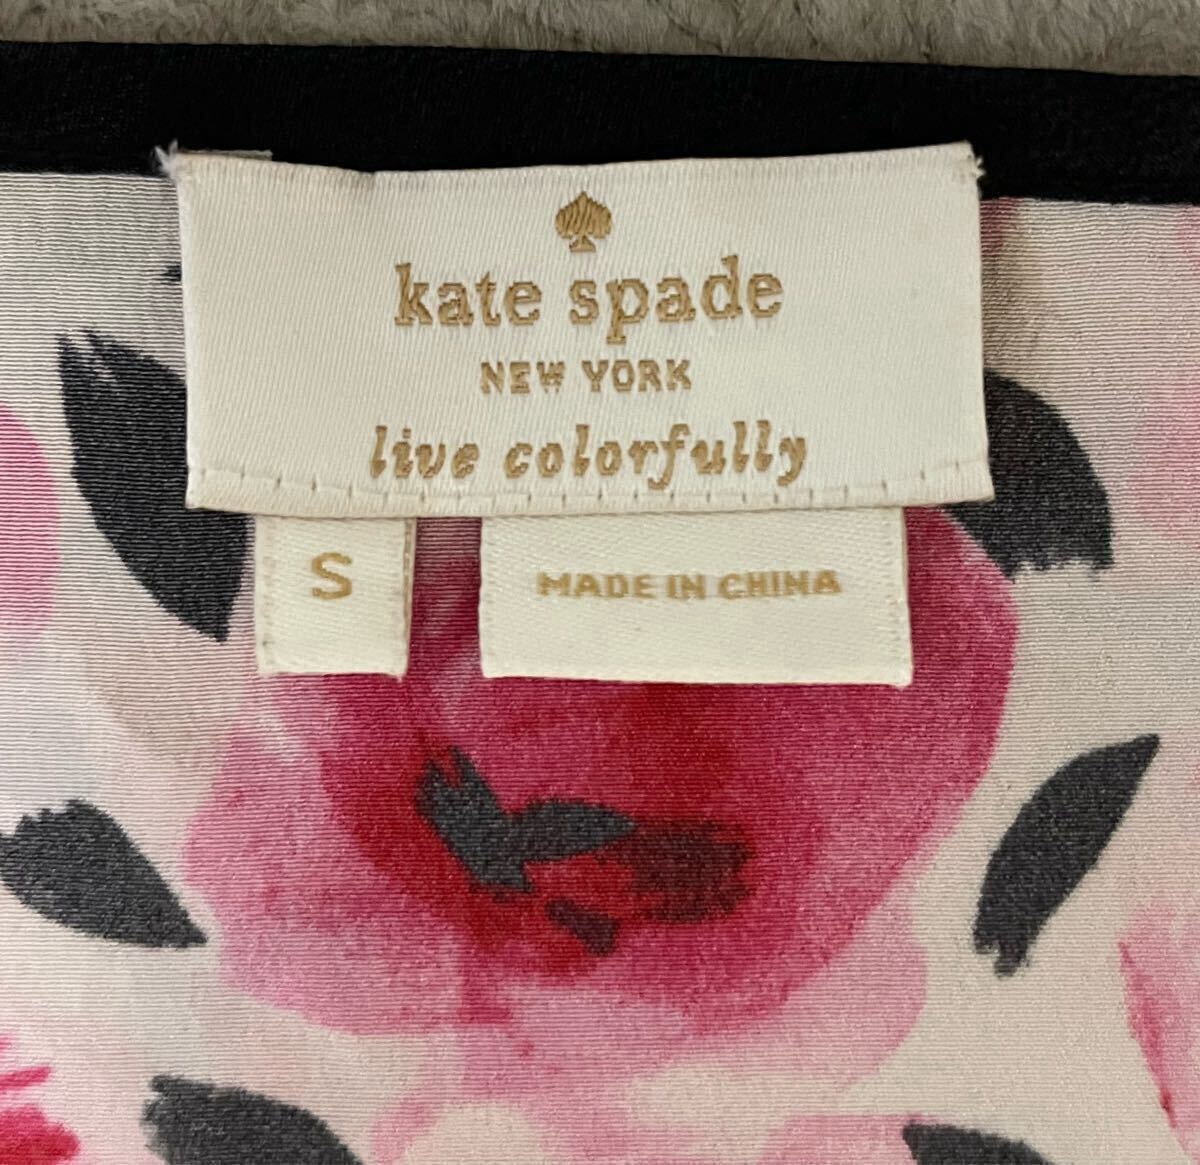 kate spade
NEW YORK
live colorfully
S
MADE IN CHINA